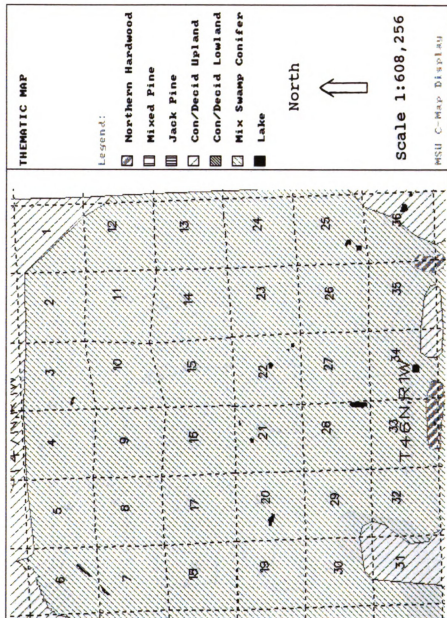 THEMATIC MAP
Legend:
Northern Hardwood
Mixed Pine
Jack Pine
Con/Decid Upland
Con/Decid Lowland
Mix Swamp Conifer
Lake
North
Scale 1:608,256
MSU C-Map Display
6 5 4 3 2 1
7 8 9 10 11 12
18 17 16 15 14 13
19 20 21 22 23 24
30 29 28 27 26 25
31 32 33 34 35 36
T46N,R1W